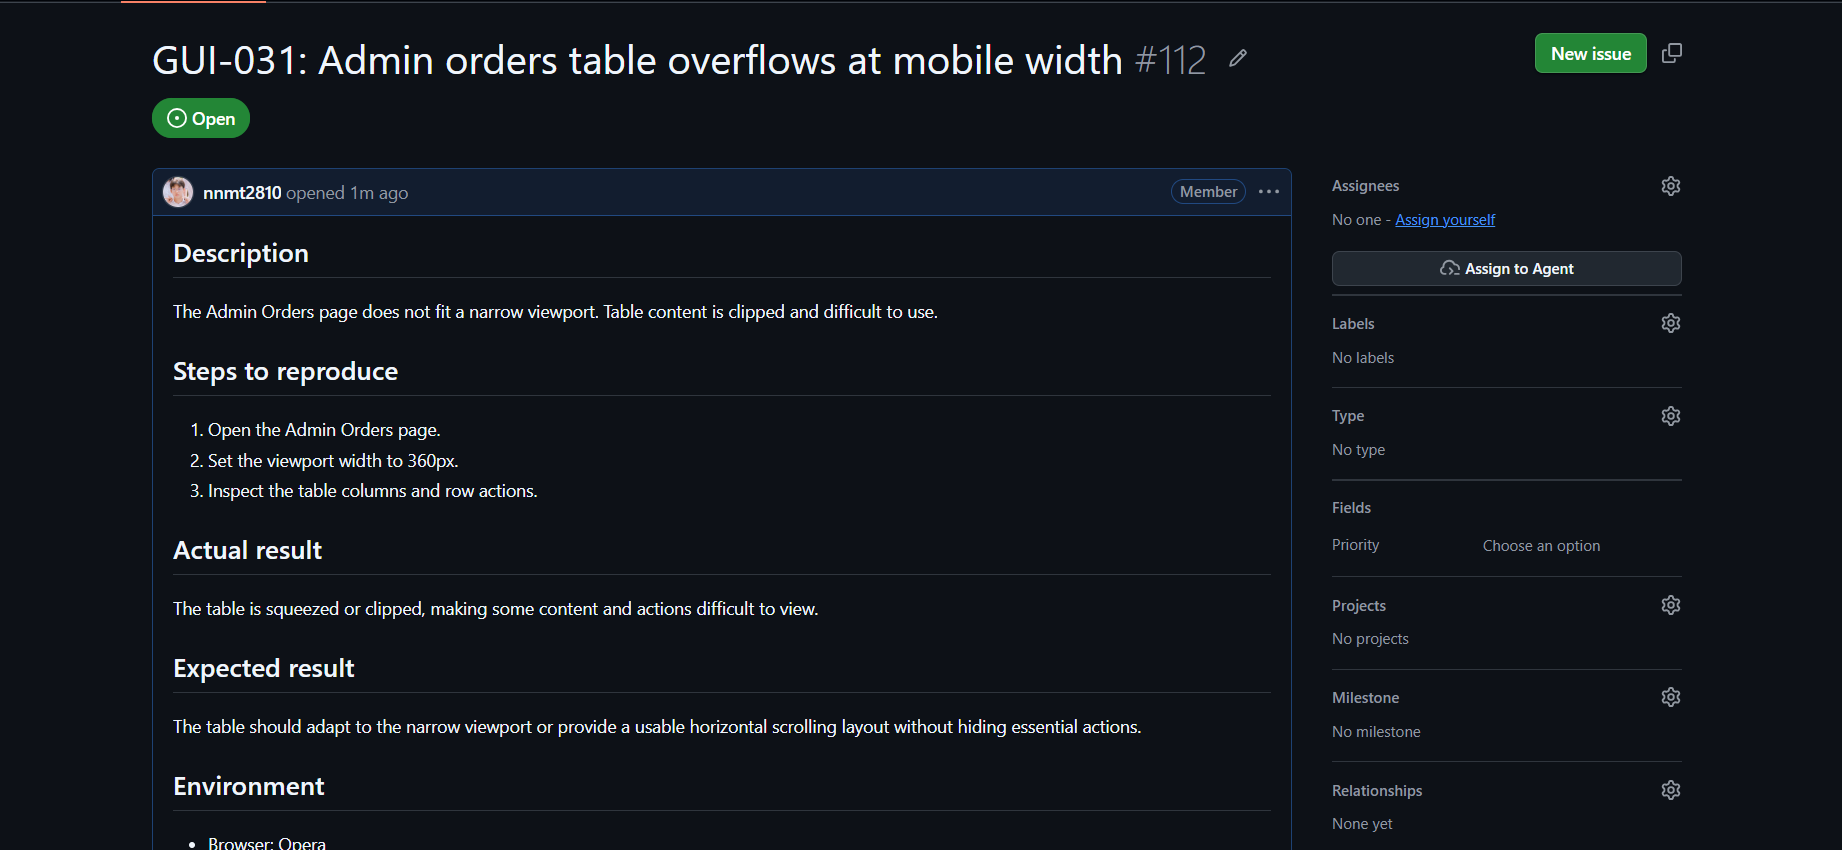 GUI-031: Admin orders table overflows at mobile width #112
New issue
Open
nnmt2810 opened 1m ago
Member
Description
The Admin Orders page does not fit a narrow viewport. Table content is clipped and difficult to use.
Steps to reproduce
1. Open the Admin Orders page.
2. Set the viewport width to 360px.
3. Inspect the table columns and row actions.
Actual result
The table is squeezed or clipped, making some content and actions difficult to view.
Expected result
The table should adapt to the narrow viewport or provide a usable horizontal scrolling layout without hiding essential actions.
Environment
• Browser: Opera
Assignees
No one - Assign yourself
Assign to Agent
Labels
No labels
Type
No type
Fields
Priority Choose an option
Projects
No projects
Milestone
No milestone
Relationships
None yet